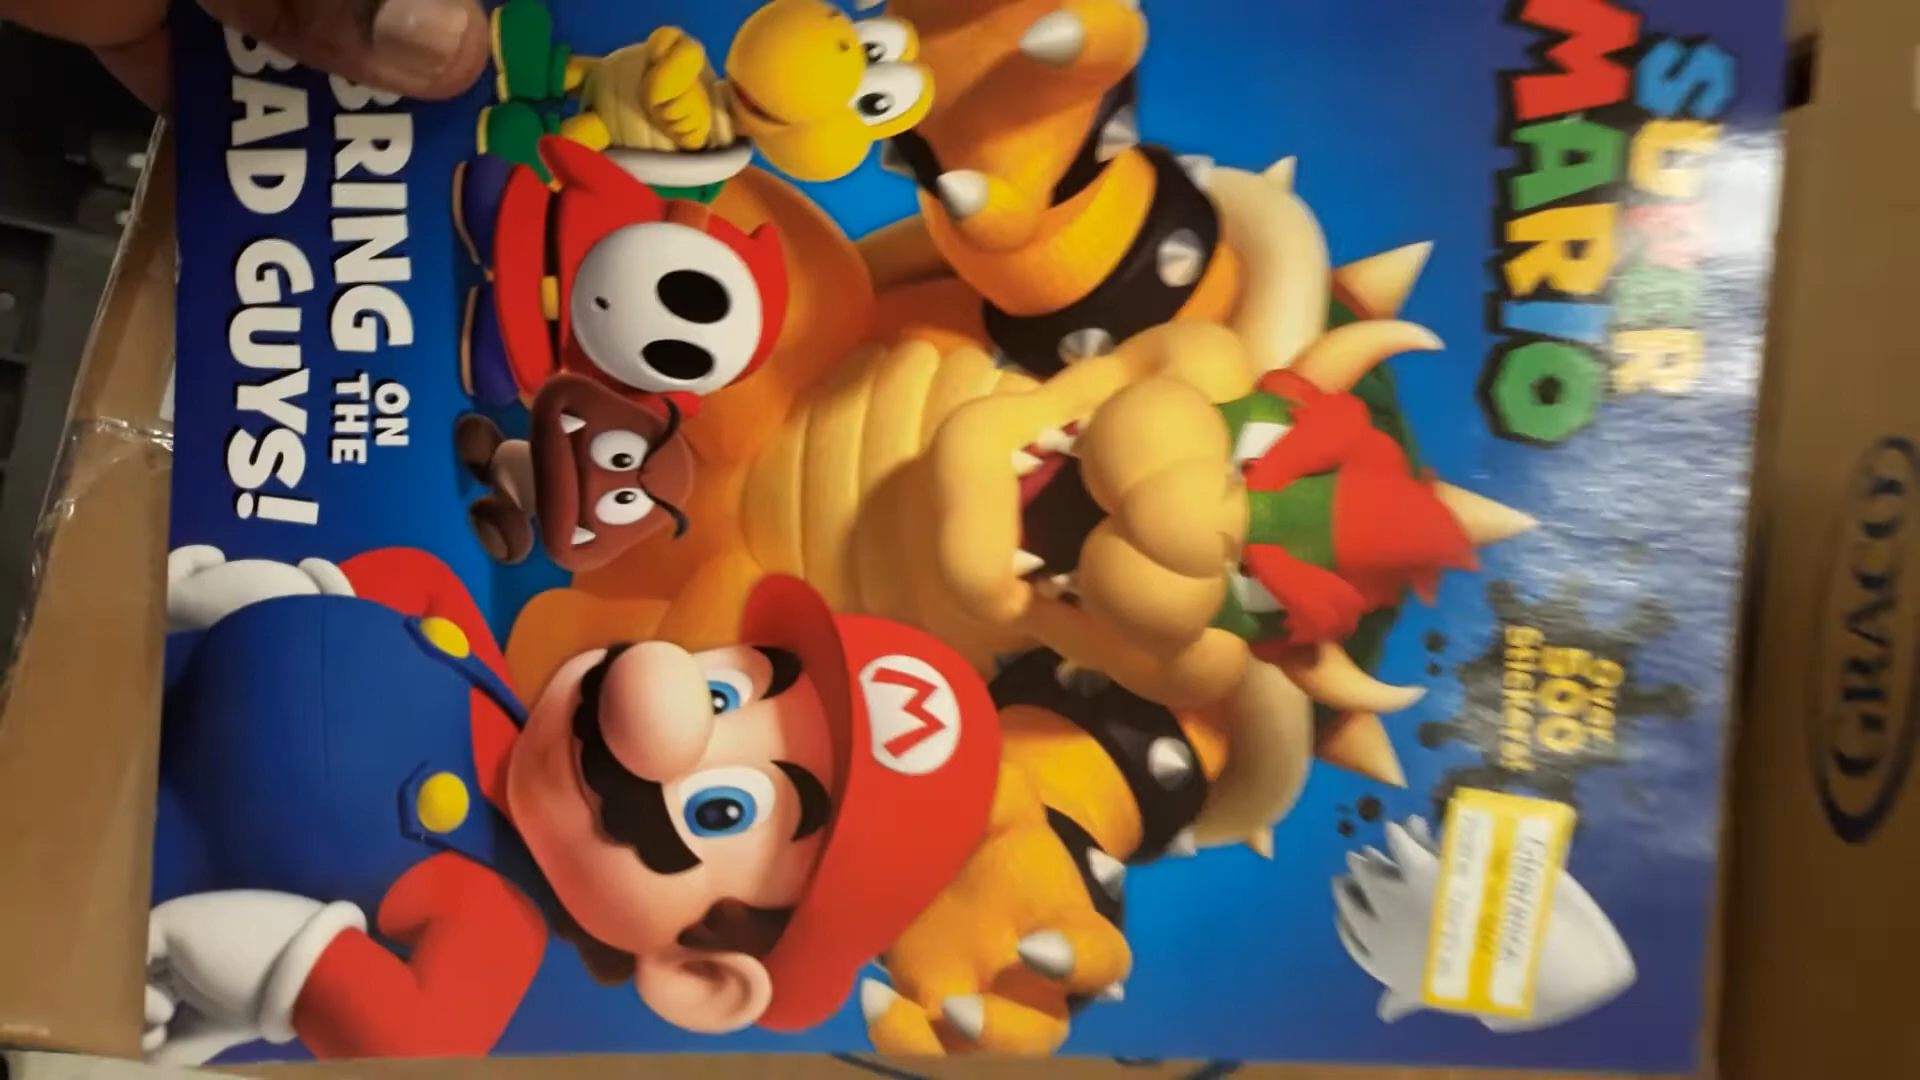 SUPER
MARIO
OVER
500
STICKERS
BRING ON
THE
BAD GUYS!
M
GRACO